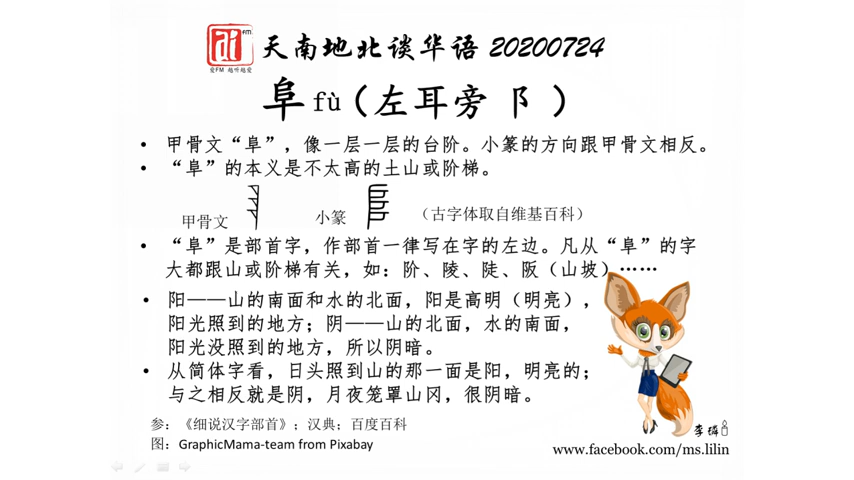 ai FM
爱FM 越听越爱
天南地北谈华语 20200724
阜 fù（左耳旁 阝）
• 甲骨文“阜”，像一层一层的台阶。小篆的方向跟甲骨文相反。
• “阜”的本义是不太高的土山或阶梯。
甲骨文 小篆 （古字体取自维基百科）
• “阜”是部首字，作部首一律写在字的左边。凡从“阜”的字
大都跟山或阶梯有关，如：阶、陵、陡、阪（山坡）……
• 阳——山的南面和水的北面，阳是高明（明亮），
阳光照到的地方；阴——山的北面，水的南面，
阳光没照到的地方，所以阴暗。
• 从简体字看，日头照到山的那一面是阳，明亮的；
与之相反就是阴，月夜笼罩山冈，很阴暗。
参：《细说汉字部首》；汉典；百度百科
图：GraphicMama-team from Pixabay
www.facebook.com/ms.lilin